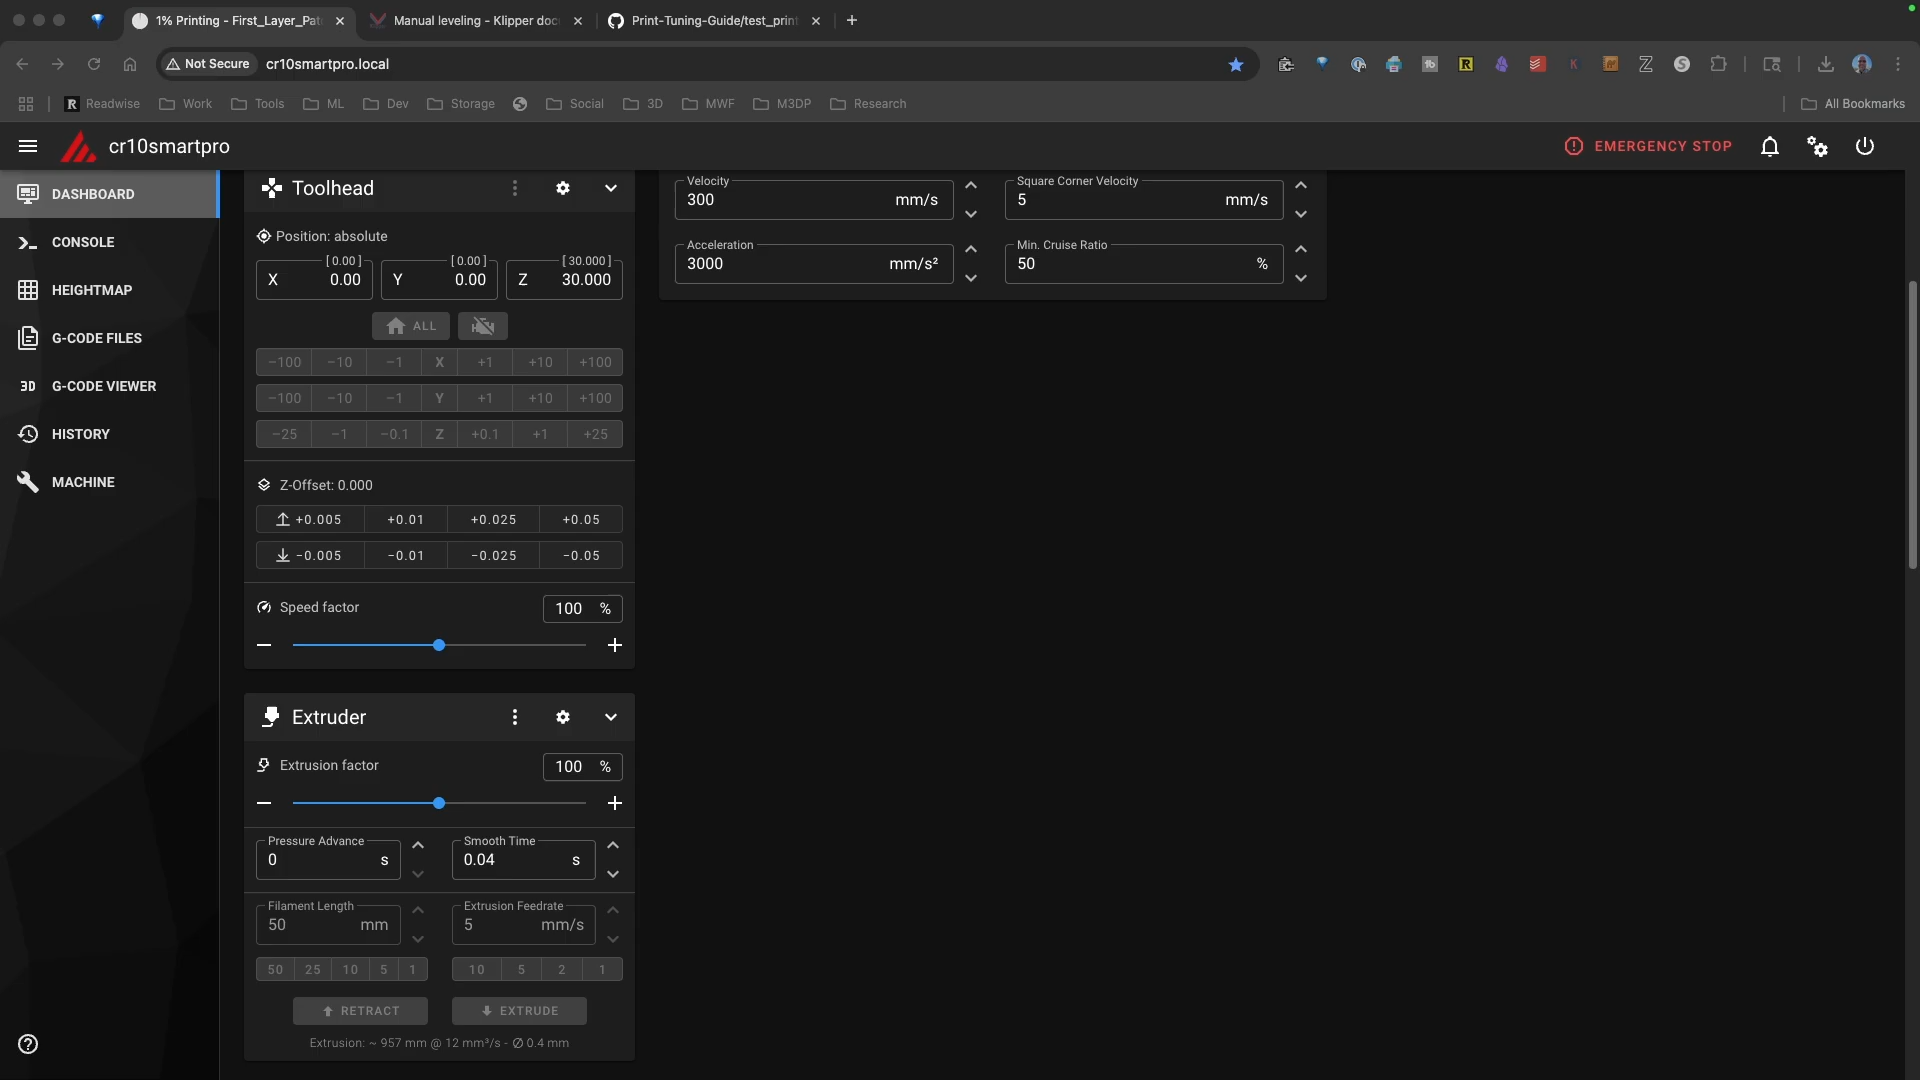 1% Printing - First_Layer_Pat
Manual leveling - Klipper doc
Print-Tuning-Guide/test_print
Not Secure
cr10smartpro.local
Readwise
Work
Tools
ML
Dev
Storage
Social
3D
MWF
M3DP
Research
All Bookmarks
cr10smartpro
EMERGENCY STOP
DASHBOARD
CONSOLE
HEIGHTMAP
G-CODE FILES
3D G-CODE VIEWER
HISTORY
MACHINE
Toolhead
Position: absolute
[ 0.00 ] [ 0.00 ] [ 30.000 ]
X 0.00 Y 0.00 Z 30.000
ALL
−100 −10 −1 X +1 +10 +100
−100 −10 −1 Y +1 +10 +100
−25 −1 −0.1 Z +0.1 +1 +25
Z-Offset: 0.000
+0.005 +0.01 +0.025 +0.05
−0.005 −0.01 −0.025 −0.05
Speed factor
100 %
Extruder
Extrusion factor
100 %
Pressure Advance
0 s
Smooth Time
0.04 s
Filament Length
50 mm
Extrusion Feedrate
5 mm/s
50 25 10 5 1
10 5 2 1
RETRACT
EXTRUDE
Extrusion: ~ 957 mm @ 12 mm³/s - ∅ 0.4 mm
Velocity
300 mm/s
Square Corner Velocity
5 mm/s
Acceleration
3000 mm/s²
Min. Cruise Ratio
50 %